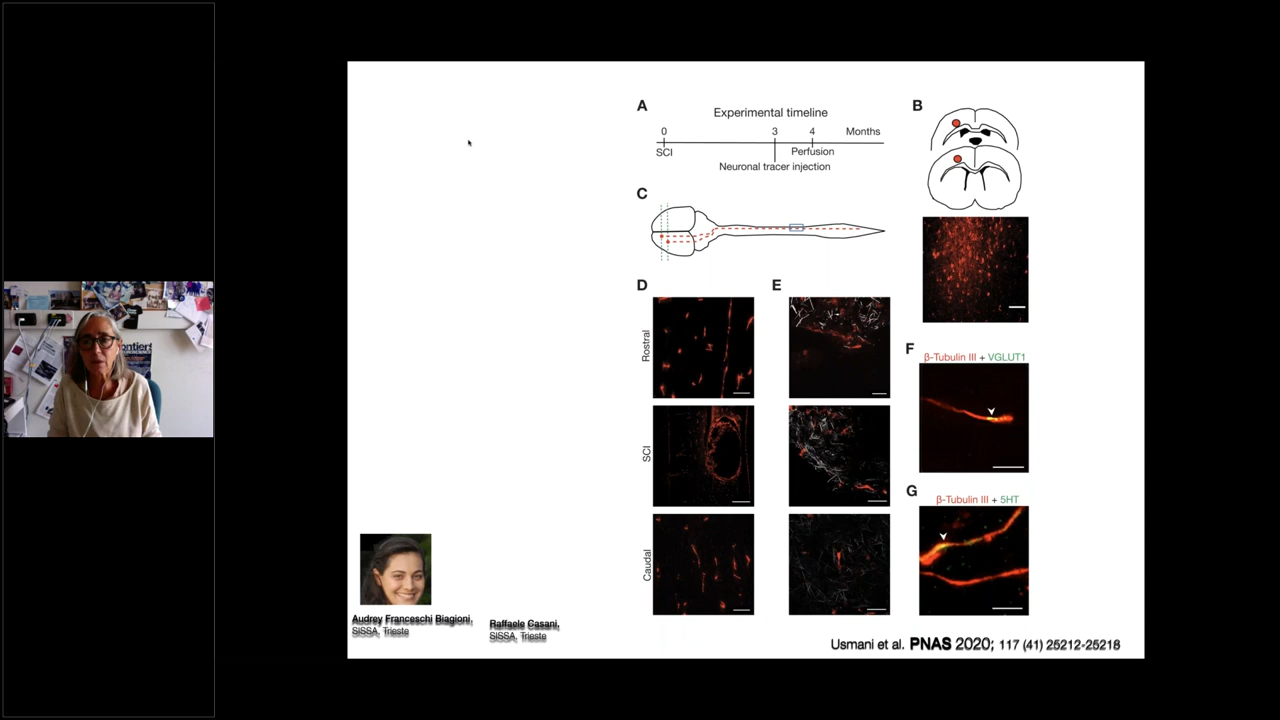 A
Experimental timeline
0
3
4
Months
SCI
Perfusion
Neuronal tracer injection
B
C
D
E
Rostral
SCI
Caudal
F
β-Tubulin III + VGLUT1
G
β-Tubulin III + 5HT
Audrey Franceschi Biagioni,
SISSA, Trieste
Raffaele Casani,
SISSA, Trieste
Usmani et al. PNAS 2020; 117 (41) 25212-25218